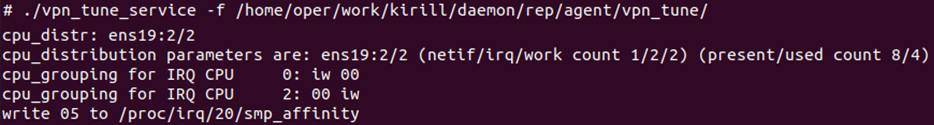 # ./vpn_tune_service -f /home/oper/work/kirill/daemon/rep/agent/vpn_tune/
cpu_distr: ens19:2/2
cpu_distribution parameters are: ens19:2/2 (netif/irq/work count 1/2/2) (present/used count 8/4)
cpu_grouping for IRQ CPU     0: iw 00
cpu_grouping for IRQ CPU     2: 00 iw
write 05 to /proc/irq/20/smp_affinity